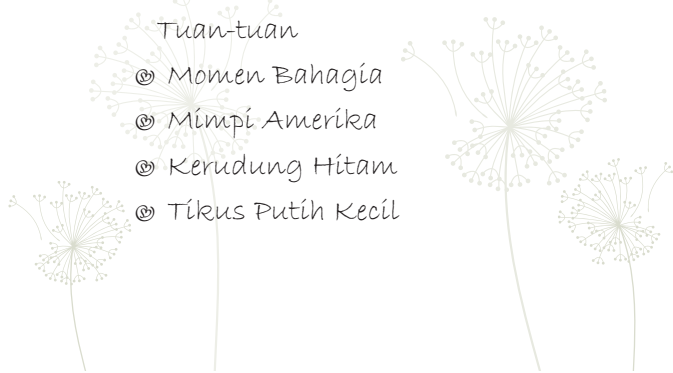 Tuan-tuan
Momen Bahagia
Mimpi Amerika
Kerudung Hitam
Tikus Putih Kecil